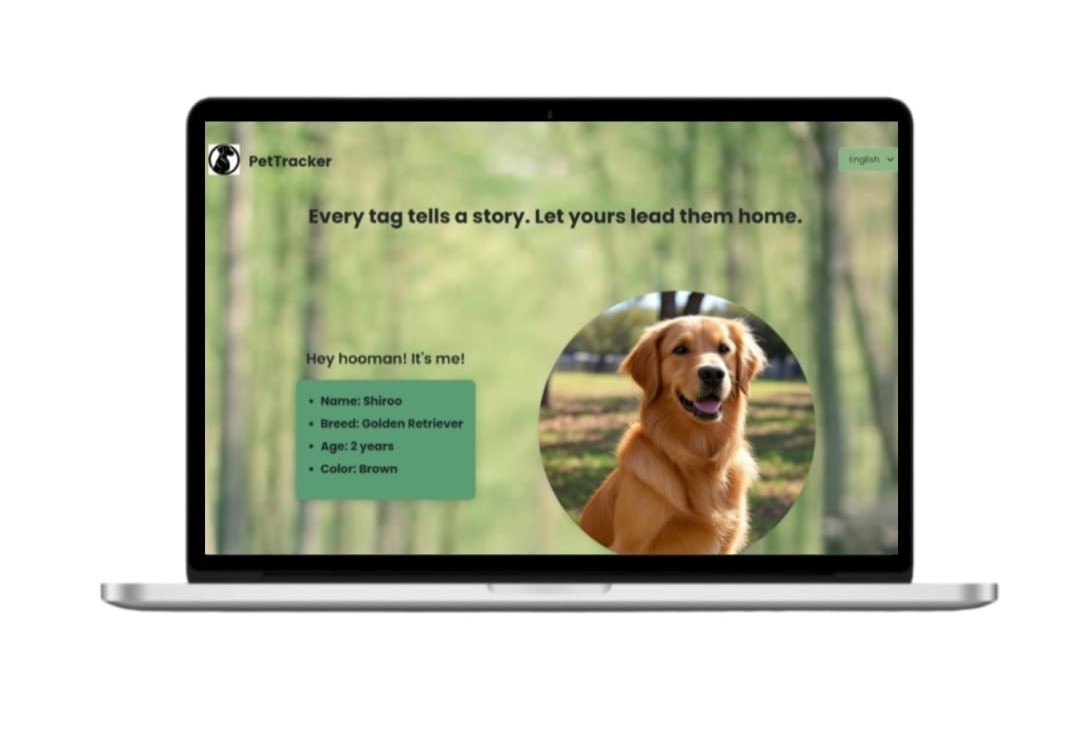 PetTracker
English
Every tag tells a story. Let yours lead them home.
Hey hooman! It's me!
• Name: Shiroo
• Breed: Golden Retriever
• Age: 2 years
• Color: Brown